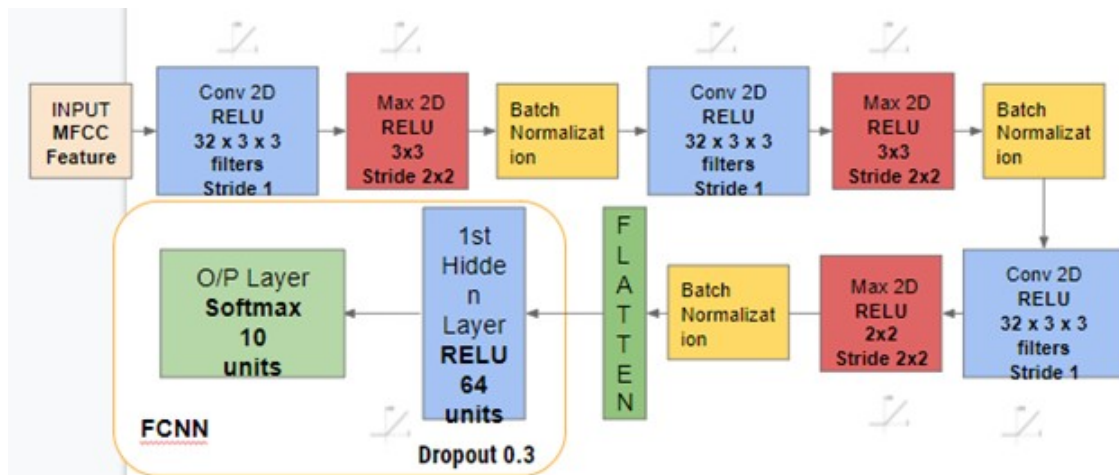 INPUT
MFCC
Feature
Conv 2D
RELU
32 x 3 x 3
filters
Stride 1
Max 2D
RELU
3x3
Stride 2x2
Batch
Normalizat
ion
Conv 2D
RELU
32 x 3 x 3
filters
Stride 1
Max 2D
RELU
3x3
Stride 2x2
Batch
Normalizat
ion
Conv 2D
RELU
32 x 3 x 3
filters
Stride 1
Max 2D
RELU
2x2
Stride 2x2
Batch
Normalizat
ion
F
L
A
T
T
E
N
1st
Hidde
n
Layer
RELU
64
units
O/P Layer
Softmax
10
units
FCNN
Dropout 0.3